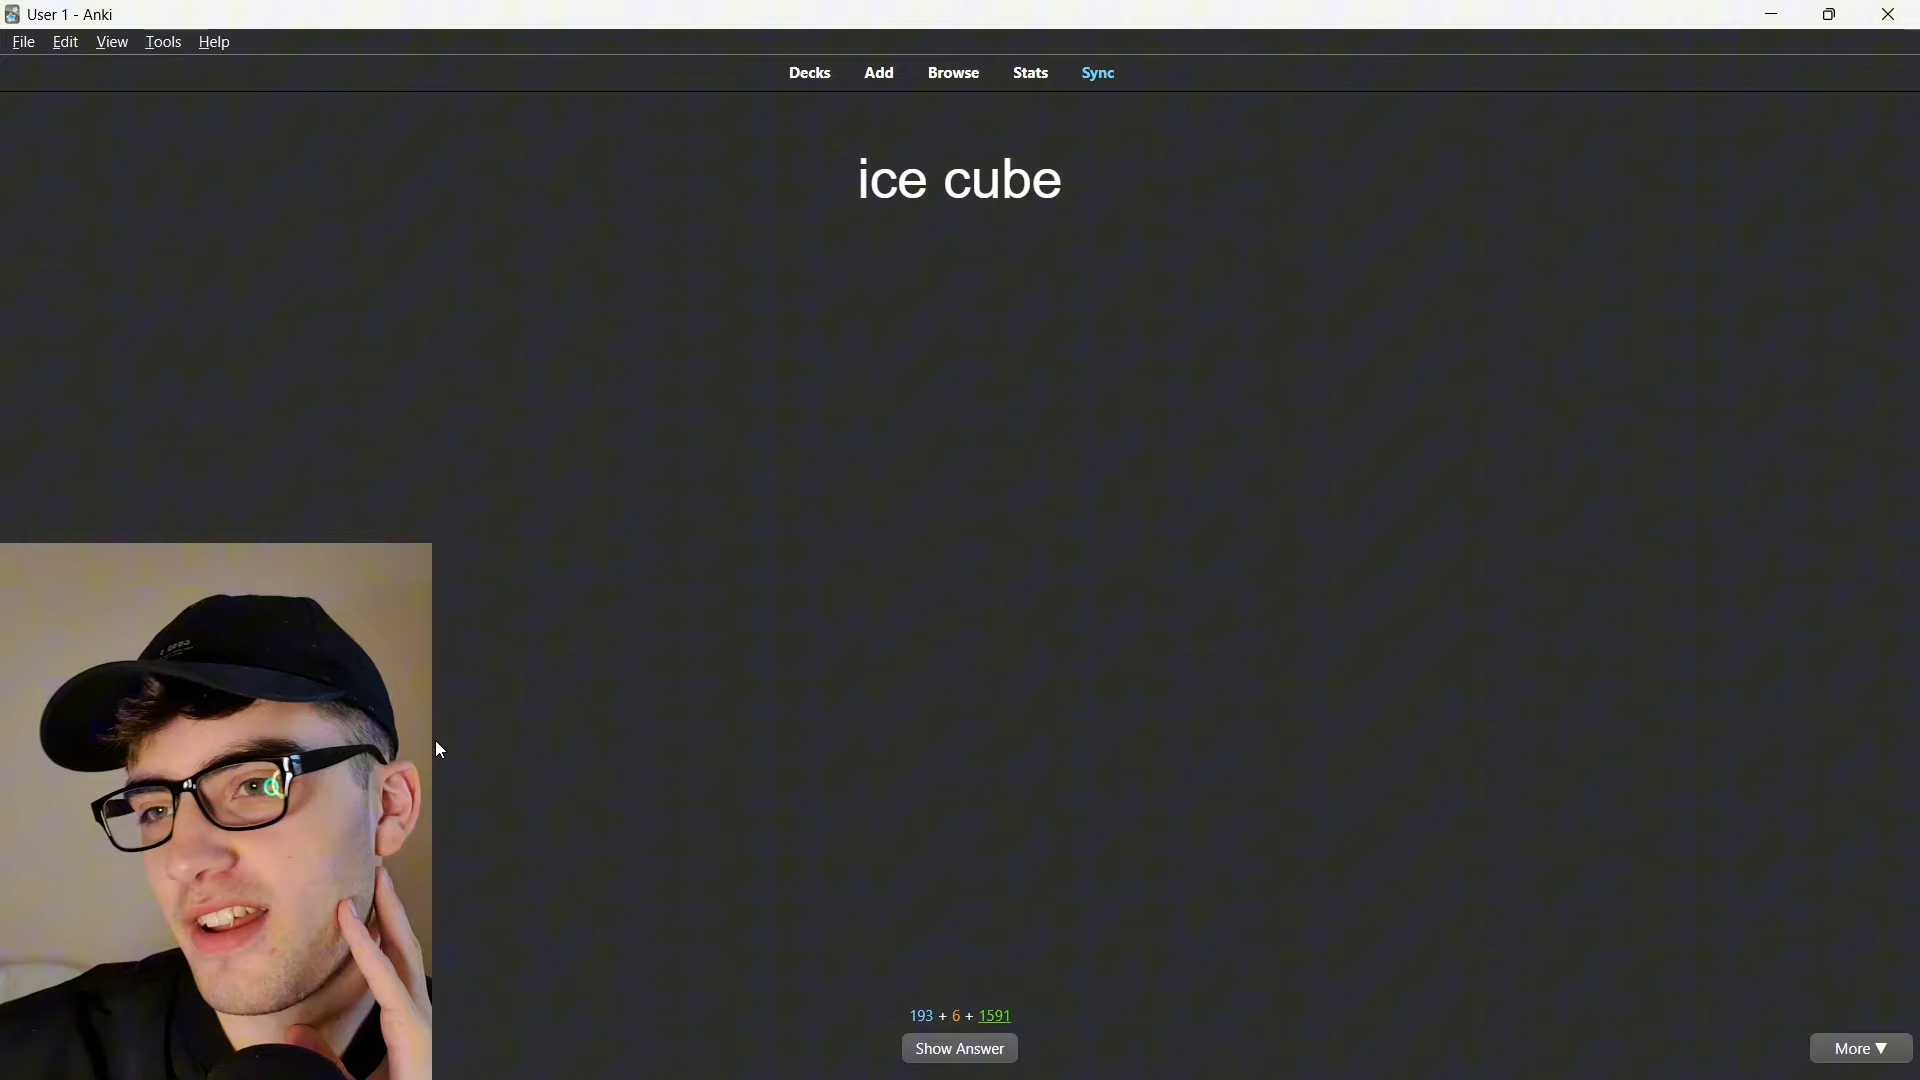 User 1 - Anki
File Edit View Tools Help
Decks Add Browse Stats Sync
ice cube
193 + 6 + 1591
Show Answer
More ▼